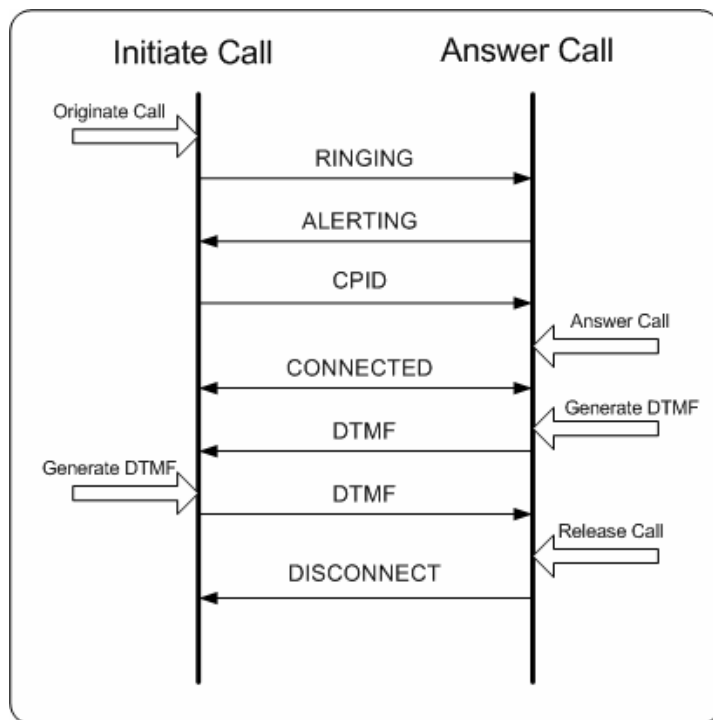 Initiate Call
Answer Call
Originate Call
RINGING
ALERTING
CPID
Answer Call
CONNECTED
Generate DTMF
DTMF
Generate DTMF
DTMF
Release Call
DISCONNECT